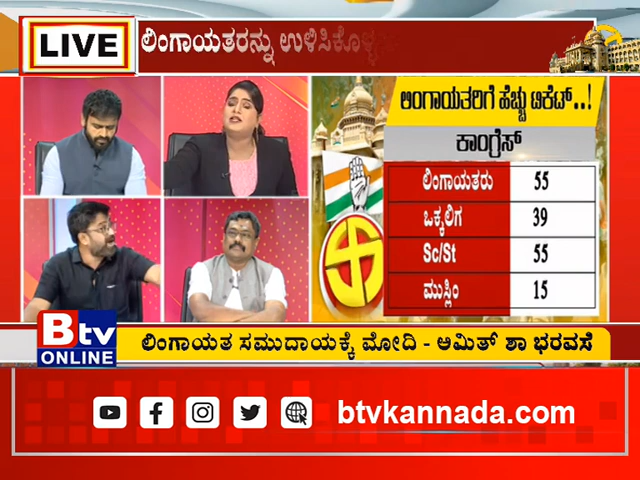 LIVE
ಲಿಂಗಾಯತರನ್ನು ಉಳಿಸಿಕೊಳ್ಳ
ಲಿಂಗಾಯತರಿಗೆ ಹೆಚ್ಚು ಟಿಕೆಟ್..!
ಕಾಂಗ್ರೆಸ್
ಲಿಂಗಾಯತರು 55
ಒಕ್ಕಲಿಗ 39
Sc/St 55
ಮುಸ್ಲಿಂ 15
Btv
ONLINE
ಲಿಂಗಾಯತ ಸಮುದಾಯಕ್ಕೆ ಮೋದಿ - ಅಮಿತ್ ಶಾ ಭರವಸೆ
btvkannada.com